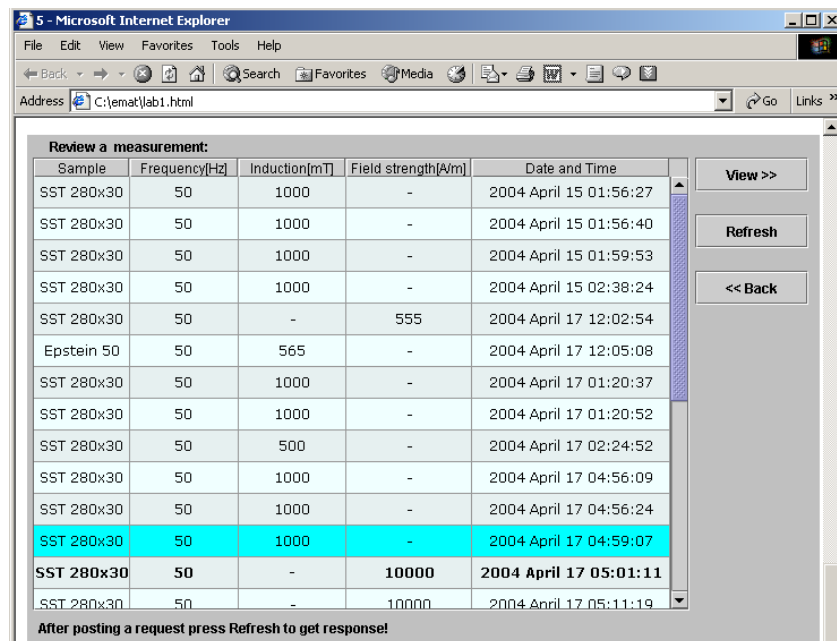 5 - Microsoft Internet Explorer
File Edit View Favorites Tools Help
Back Search Favorites Media
Address C:\emat\lab1.html Go Links »
Review a measurement:
Sample Frequency[Hz] Induction[mT] Field strength[A/m] Date and Time
SST 280x30 50 1000 - 2004 April 15 01:56:27
SST 280x30 50 1000 - 2004 April 15 01:56:40
SST 280x30 50 1000 - 2004 April 15 01:59:53
SST 280x30 50 1000 - 2004 April 15 02:38:24
SST 280x30 50 - 555 2004 April 17 12:02:54
Epstein 50 50 565 - 2004 April 17 12:05:08
SST 280x30 50 1000 - 2004 April 17 01:20:37
SST 280x30 50 1000 - 2004 April 17 01:20:52
SST 280x30 50 500 - 2004 April 17 02:24:52
SST 280x30 50 1000 - 2004 April 17 04:56:09
SST 280x30 50 1000 - 2004 April 17 04:56:24
SST 280x30 50 1000 - 2004 April 17 04:59:07
SST 280x30 50 - 10000 2004 April 17 05:01:11
SST 280x30 50 - 10000 2004 April 17 05:11:19
View >>
Refresh
<< Back
After posting a request press Refresh to get response!